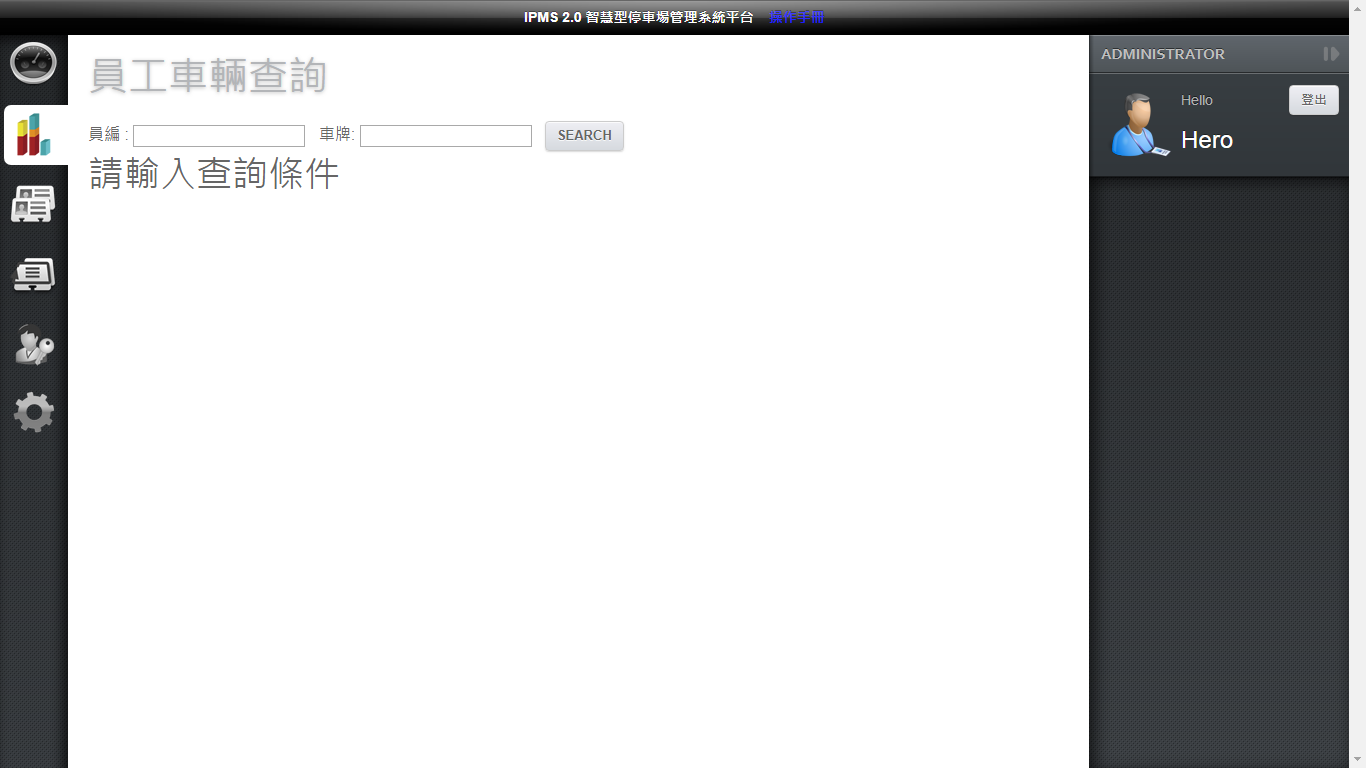 IPMS 2.0 智慧型停車場管理系統平台 操作手冊
員工車輛查詢
員編 : 車牌: SEARCH
請輸入查詢條件
ADMINISTRATOR
Hello
登出
Hero